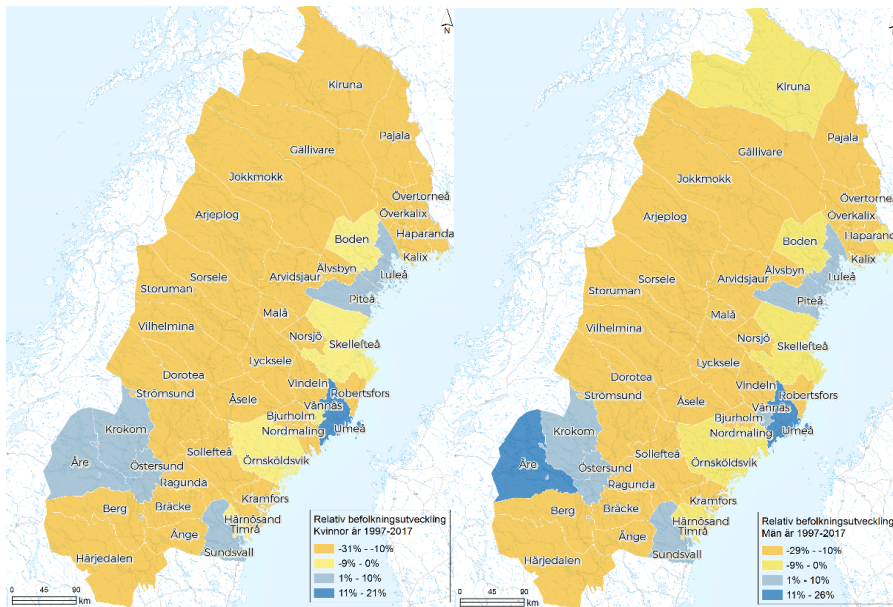 N
Kiruna
Pajala
Gällivare
Jokkmokk
Övertorneå
Överkalix
Arjeplog
Haparanda
Boden
Kalix
Älvsbyn
Luleå
Sorsele
Arvidsjaur
Storuman
Piteå
Malå
Vilhelmina
Norsjö
Skellefteå
Lycksele
Dorotea
Vindeln
Strömsund
Robertsfors
Åsele
Vännäs
Bjurholm
Umeå
Krokom
Nordmaling
Sollefteå
Åre
Örnsköldsvik
Östersund
Ragunda
Kramfors
Berg
Bräcke
Härnösand
Timrå
Ånge
Sundsvall
Härjedalen
Relativ befolkningsutveckling
Kvinnor är 1997-2017
-31% - -10%
-9% - 0%
1% - 10%
11% - 21%
0 45 90
km
Kiruna
Pajala
Gällivare
Jokkmokk
Övertorneå
Överkalix
Arjeplog
Haparanda
Boden
Kalix
Älvsbyn
Luleå
Sorsele
Arvidsjaur
Storuman
Piteå
Malå
Vilhelmina
Norsjö
Skellefteå
Lycksele
Dorotea
Vindeln
Strömsund
Robertsfors
Åsele
Vännäs
Bjurholm
Umeå
Krokom
Nordmaling
Sollefteå
Åre
Örnsköldsvik
Östersund
Ragunda
Kramfors
Berg
Bräcke
Härnösand
Timrå
Ånge
Sundsvall
Härjedalen
Relativ befolkningsutveckling
Män är 1997-2017
-29% - -10%
-9% - 0%
1% - 10%
11% - 26%
0 45 90
km